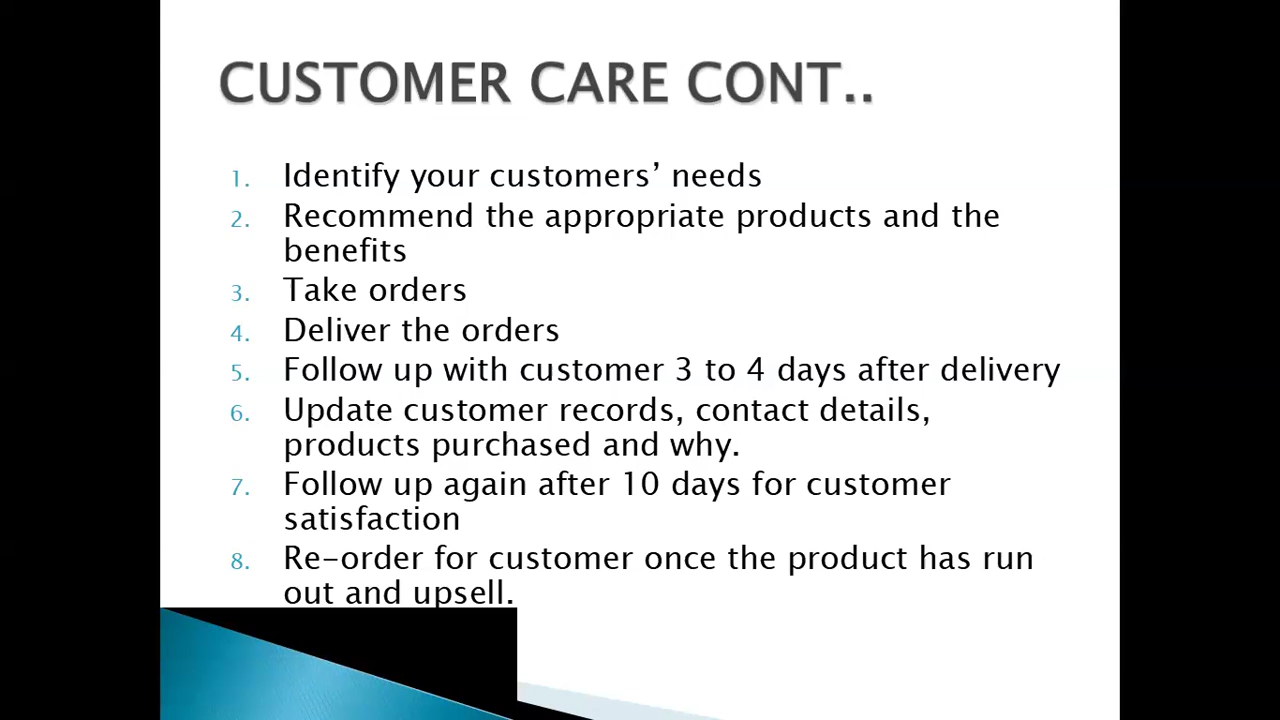 CUSTOMER CARE CONT..
1. Identify your customers’ needs
2. Recommend the appropriate products and the
benefits
3. Take orders
4. Deliver the orders
5. Follow up with customer 3 to 4 days after delivery
6. Update customer records, contact details,
products purchased and why.
7. Follow up again after 10 days for customer
satisfaction
8. Re-order for customer once the product has run
out and upsell.